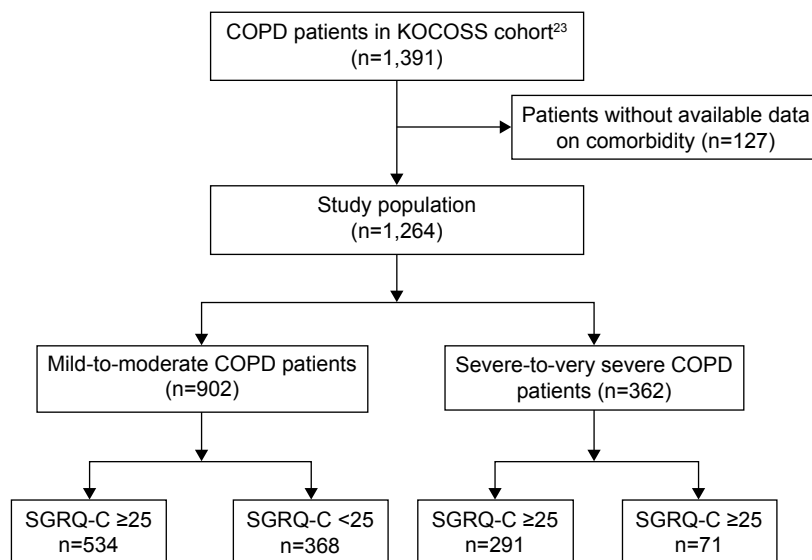 COPD patients in KOCOSS cohort²³
(n=1,391)
Patients without available data
on comorbidity (n=127)
Study population
(n=1,264)
Mild-to-moderate COPD patients
(n=902)
Severe-to-very severe COPD
patients (n=362)
SGRQ-C ≥25
n=534
SGRQ-C <25
n=368
SGRQ-C ≥25
n=291
SGRQ-C ≥25
n=71